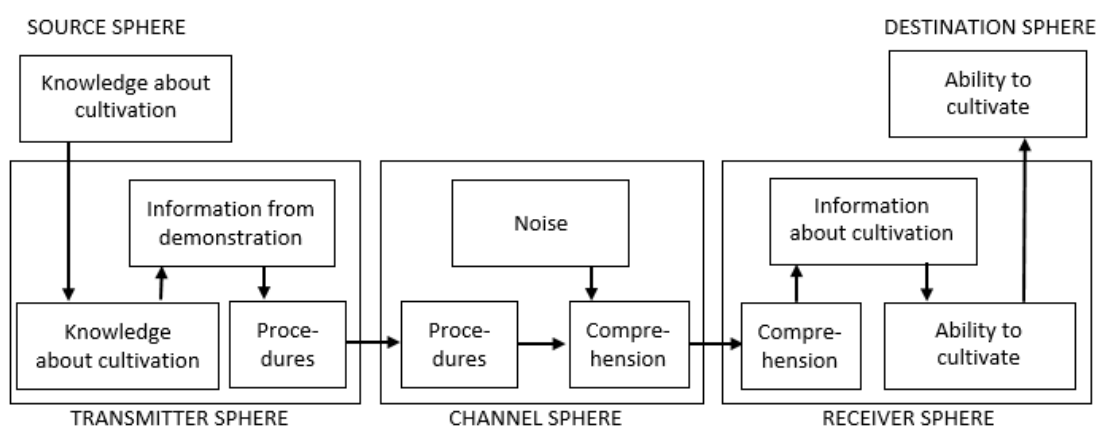 SOURCE SPHERE
Knowledge about
cultivation
DESTINATION SPHERE
Ability to
cultivate
Information from
demonstration
Knowledge
about cultivation
Proce-
dures
TRANSMITTER SPHERE
Noise
Proce-
dures
Compre-
hension
CHANNEL SPHERE
Information
about cultivation
Compre-
hension
Ability to
cultivate
RECEIVER SPHERE